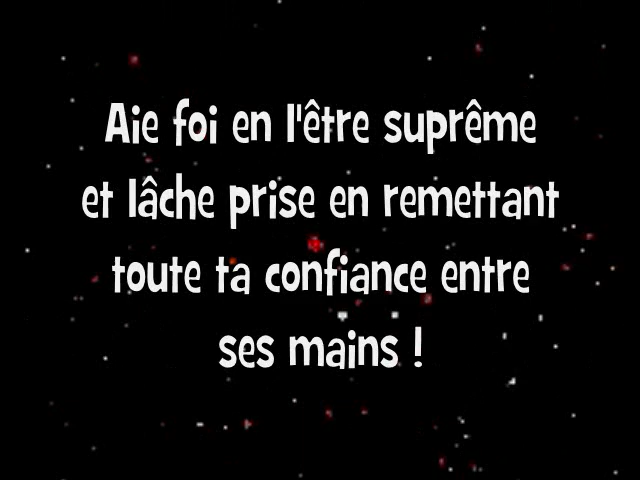 Aie foi en l'être suprême
et lâche prise en remettant
toute ta confiance entre
ses mains !